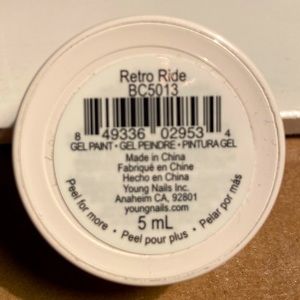 Retro Ride
BC5013
8 49336 02953 4
GEL PAINT • GEL PEINDRE • PINTURA GEL
Made in China
Fabriqué en Chine
Hecho en China
Young Nails Inc.
Anaheim CA, 92801
youngnails.com
5 mL
Peel for more • Peel pour plus • Pelar por más